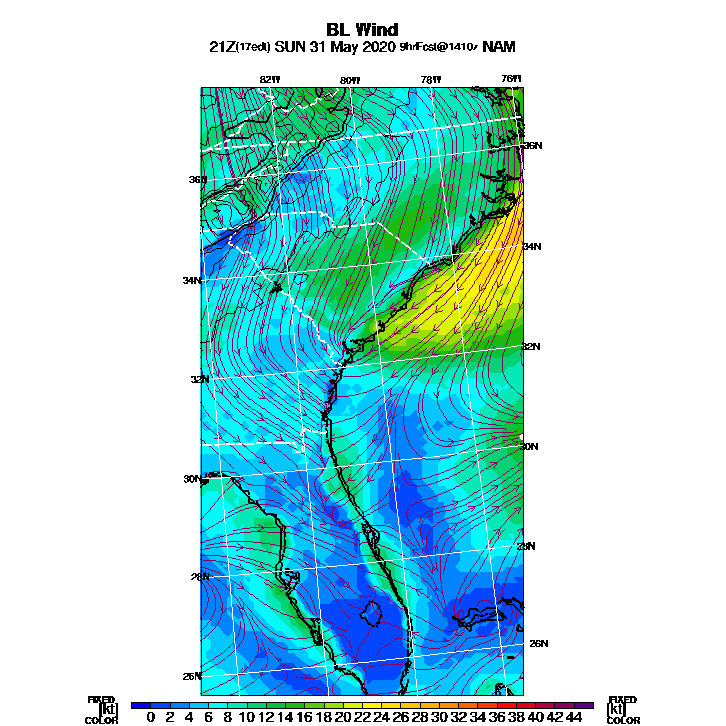 BL Wind
21Z(17edt) SUN 31 May 2020 9hrFcst@1410z NAM
82W 80W 78W 76W
36N
36N
34N
34N
32N
32N
30N
30N
28N
28N
26N
26N
FIXED FIXED
[kt] 0 2 4 6 8 10 12 14 16 18 20 22 24 26 28 30 32 34 36 38 40 42 44 [kt]
COLOR COLOR